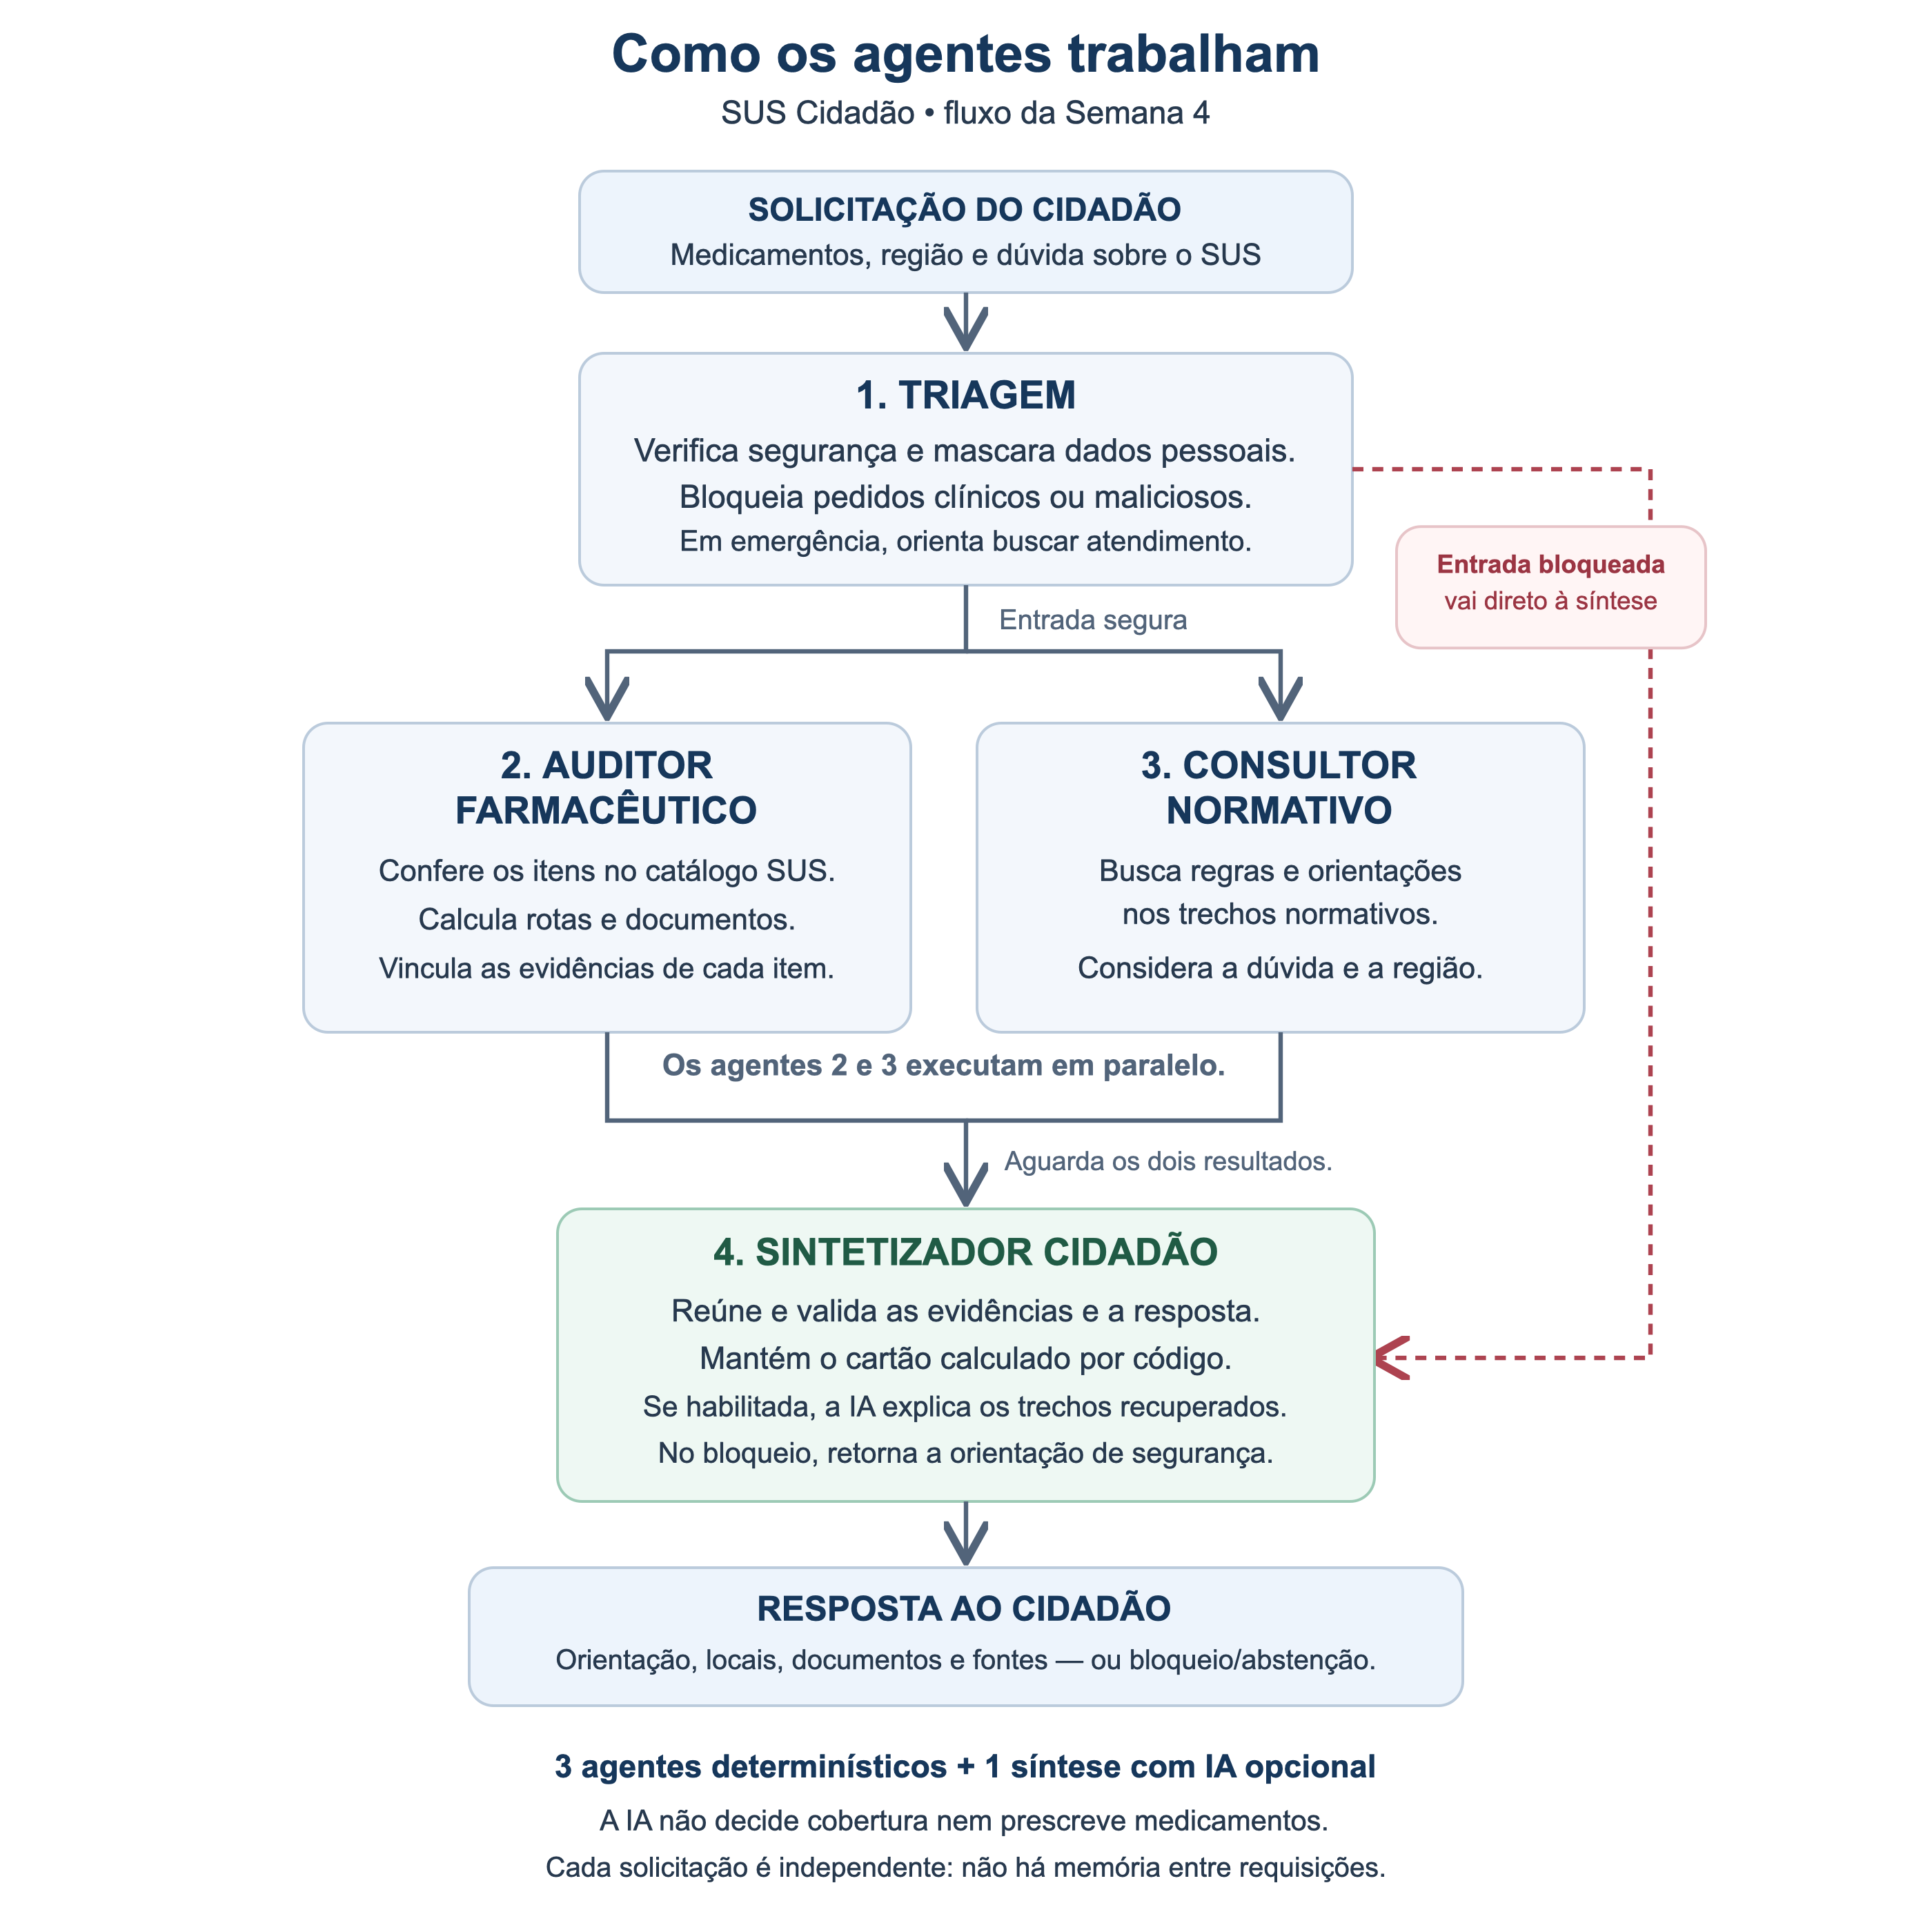 Como os agentes trabalham
SUS Cidadão • fluxo da Semana 4
SOLICITAÇÃO DO CIDADÃO
Medicamentos, região e dúvida sobre o SUS
1. TRIAGEM
Verifica segurança e mascara dados pessoais.
Bloqueia pedidos clínicos ou maliciosos.
Em emergência, orienta buscar atendimento.
Entrada bloqueada
vai direto à síntese
Entrada segura
2. AUDITOR
FARMACÊUTICO
Confere os itens no catálogo SUS.
Calcula rotas e documentos.
Vincula as evidências de cada item.
3. CONSULTOR
NORMATIVO
Busca regras e orientações
nos trechos normativos.
Considera a dúvida e a região.
Os agentes 2 e 3 executam em paralelo.
Aguarda os dois resultados.
4. SINTETIZADOR CIDADÃO
Reúne e valida as evidências e a resposta.
Mantém o cartão calculado por código.
Se habilitada, a IA explica os trechos recuperados.
No bloqueio, retorna a orientação de segurança.
RESPOSTA AO CIDADÃO
Orientação, locais, documentos e fontes — ou bloqueio/abstenção.
3 agentes determinísticos + 1 síntese com IA opcional
A IA não decide cobertura nem prescreve medicamentos.
Cada solicitação é independente: não há memória entre requisições.